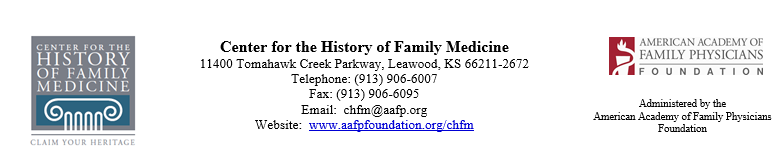 CENTER FOR THE
HISTORY
OF FAMILY
MEDICINE
CLAIM YOUR HERITAGE
Center for the History of Family Medicine
11400 Tomahawk Creek Parkway, Leawood, KS 66211-2672
Telephone: (913) 906-6007
Fax: (913) 906-6095
Email: chfm@aafp.org
Website: www.aafpfoundation.org/chfm
AMERICAN ACADEMY OF
FAMILY PHYSICIANS
FOUNDATION
Administered by the
American Academy of Family Physicians
Foundation